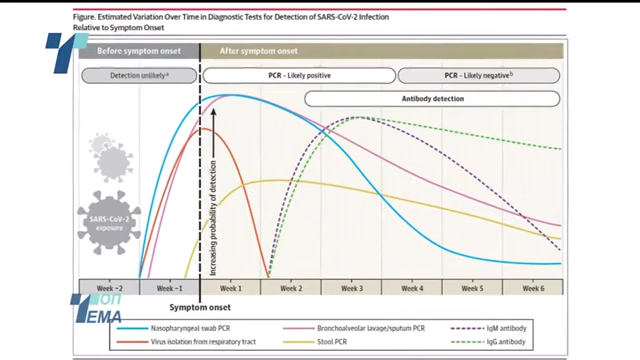 Figure. Estimated Variation Over Time in Diagnostic Tests for Detection of SARS-CoV-2 Infection
Relative to Symptom Onset
Before symptom onset
After symptom onset
Detection unlikelyᵃ
PCR - Likely positive
PCR - Likely negativeᵇ
Antibody detection
SARS-CoV-2
exposure
Increasing probability of detection
Week −2
Week −1
Week 1
Week 2
Week 3
Week 4
Week 5
Week 6
Symptom onset
Nasopharyngeal swab PCR
Bronchoalveolar lavage/sputum PCR
IgM antibody
Virus isolation from respiratory tract
Stool PCR
IgG antibody
ТОП
ТЕМА